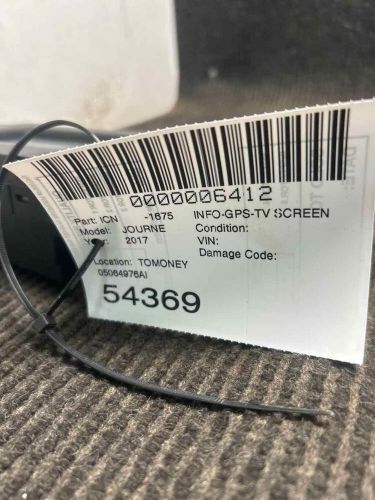 0000006412
Part: ICN -1675 INFO-GPS-TV SCREEN
Model: JOURNE Condition:
Year: 2017 VIN:
Damage Code:
Location: TOMONEY
05064976AI
54369